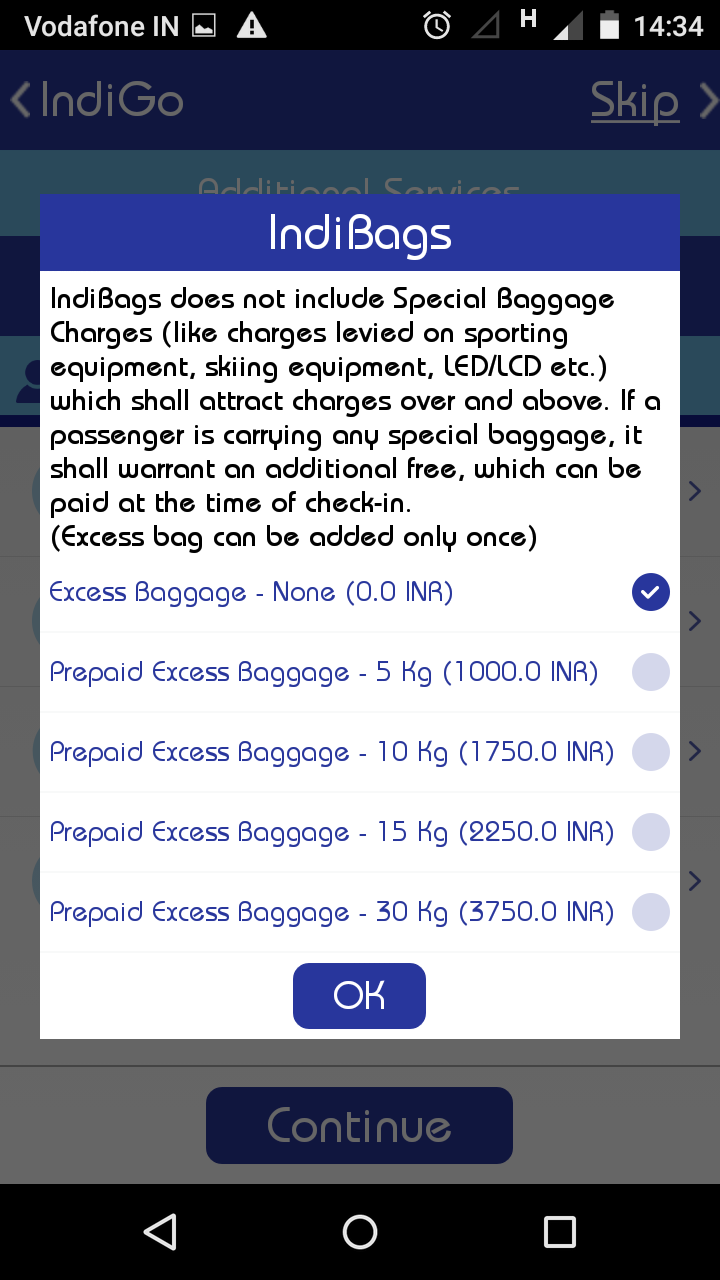 Vodafone IN
H
14:34
IndiGo
Skip
Additional Services
IndiBags
IndiBags does not include Special Baggage
Charges (like charges levied on sporting
equipment, skiing equipment, LED/LCD etc.)
which shall attract charges over and above. If a
passenger is carrying any special baggage, it
shall warrant an additional free, which can be
paid at the time of check-in.
(Excess bag can be added only once)
Excess Baggage - None (0.0 INR)
Prepaid Excess Baggage - 5 Kg (1000.0 INR)
Prepaid Excess Baggage - 10 Kg (1750.0 INR)
Prepaid Excess Baggage - 15 Kg (2250.0 INR)
Prepaid Excess Baggage - 30 Kg (3750.0 INR)
OK
Continue